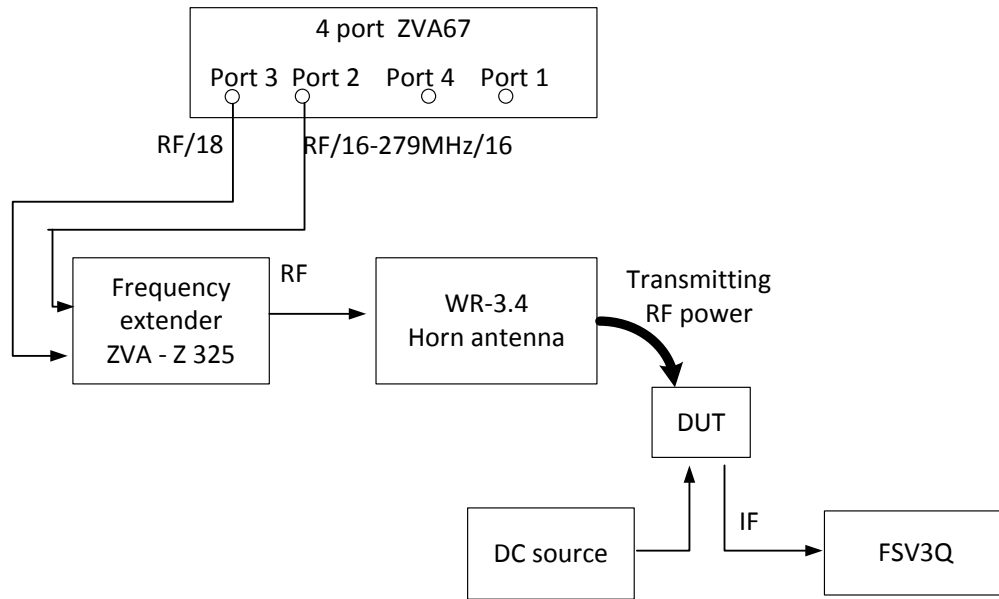 4 port ZVA67
Port 3
Port 2
Port 4
Port 1
RF/18
RF/16-279MHz/16
Frequency
extender
ZVA - Z 325
RF
WR-3.4
Horn antenna
Transmitting
RF power
DUT
DC source
IF
FSV3Q